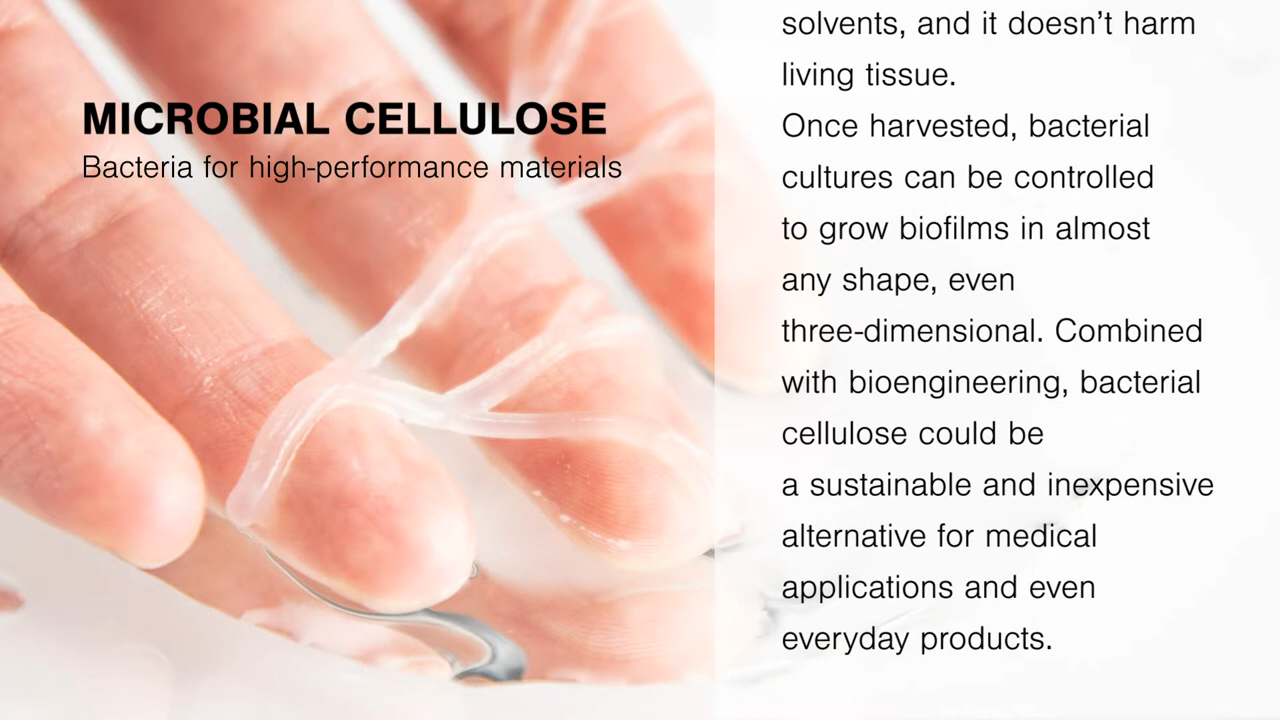 MICROBIAL CELLULOSE
Bacteria for high-performance materials
solvents, and it doesn’t harm
living tissue.
Once harvested, bacterial
cultures can be controlled
to grow biofilms in almost
any shape, even
three-dimensional. Combined
with bioengineering, bacterial
cellulose could be
a sustainable and inexpensive
alternative for medical
applications and even
everyday products.